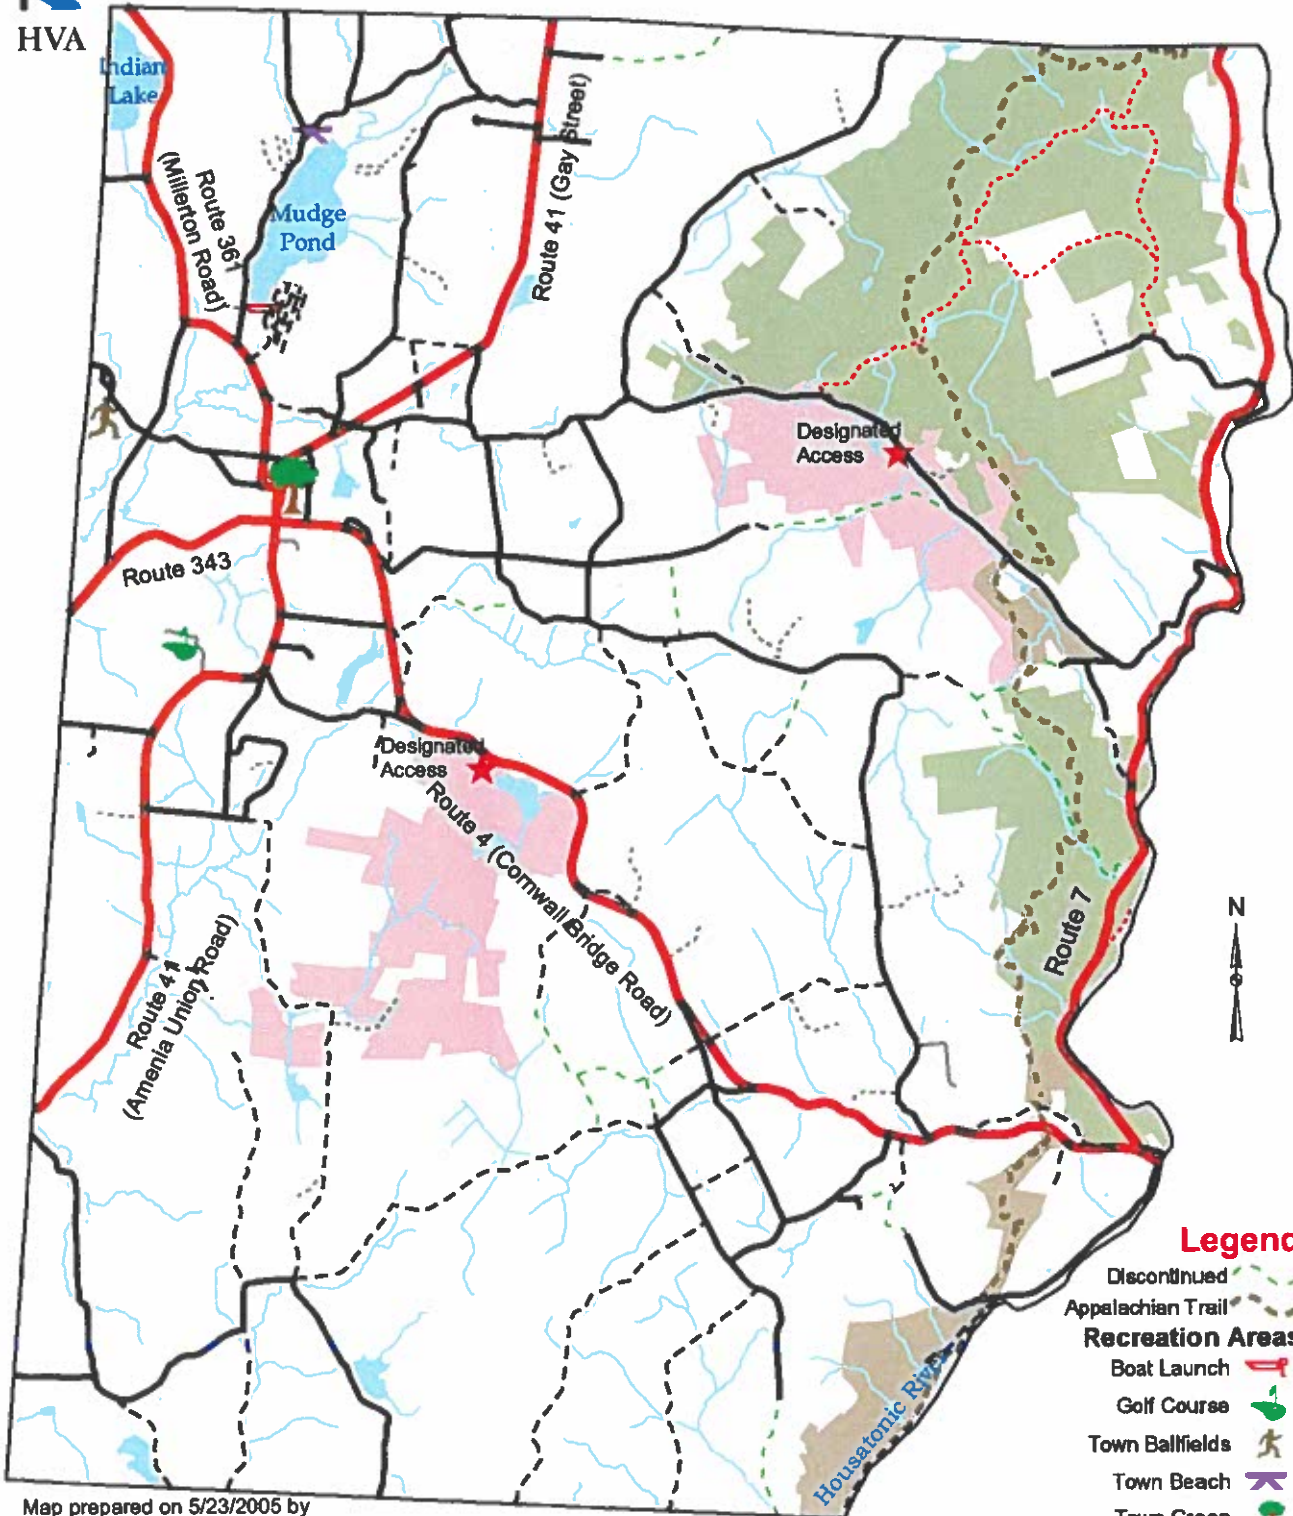 HVA
Indian
Lake
Route 361
(Millerton Road)
Mudge
Pond
Route 41 (Gay Street)
Designated
Access
Route 343
Designated
Access
Route 4 (Cornwall Bridge Road)
Route 41
(Amenia Union Road)
Route 7
N
Housatonic River
Legend
Discontinued
Appalachian Trail
Recreation Areas
Boat Launch
Golf Course
Town Ballfields
Town Beach
Town Green
Map prepared on 5/23/2005 by